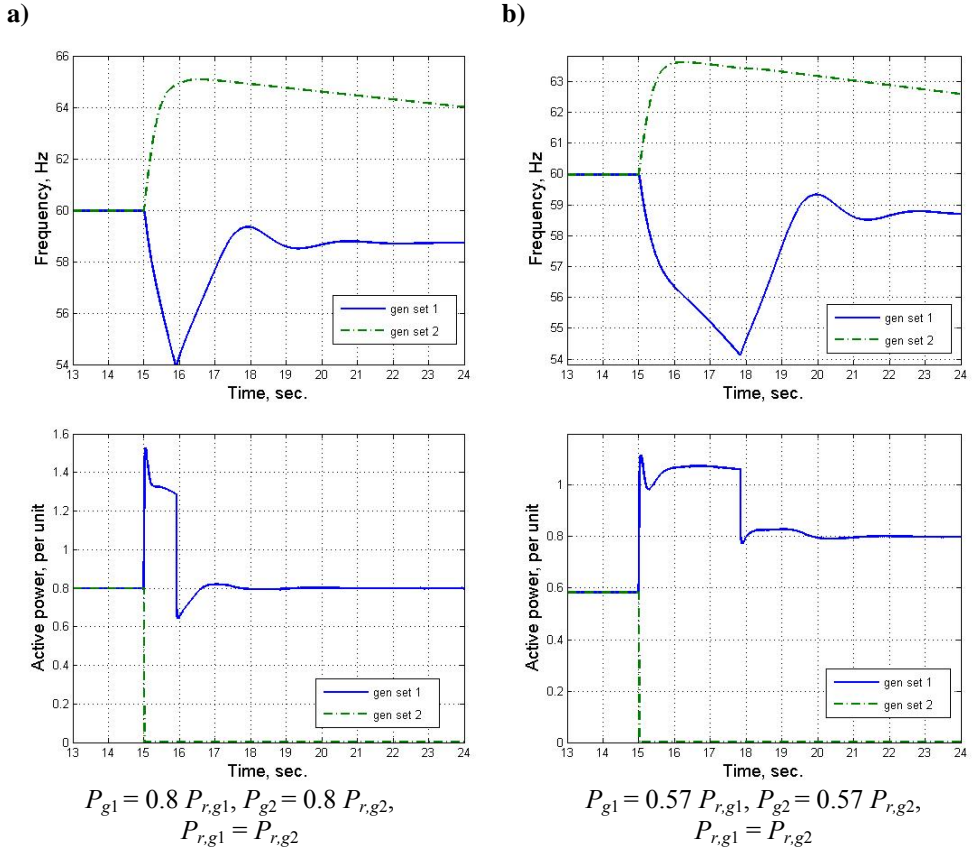 a)
b)
66
64
62
60
58
56
54
Frequency, Hz
gen set 1
gen set 2
13 14 15 16 17 18 19 20 21 22 23 24
Time, sec.
63
62
61
60
59
58
57
56
55
54
Frequency, Hz
gen set 1
gen set 2
13 14 15 16 17 18 19 20 21 22 23 24
Time, sec.
1.6
1.4
1.2
1
0.8
0.6
0.4
0.2
0
Active power, per unit
gen set 1
gen set 2
13 14 15 16 17 18 19 20 21 22 23 24
Time, sec.
1
0.8
0.6
0.4
0.2
0
Active power, per unit
gen set 1
gen set 2
13 14 15 16 17 18 19 20 21 22 23 24
Time, sec.
Pg1 = 0.8 Pr,g1, Pg2 = 0.8 Pr,g2,
Pr,g1 = Pr,g2
Pg1 = 0.57 Pr,g1, Pg2 = 0.57 Pr,g2,
Pr,g1 = Pr,g2